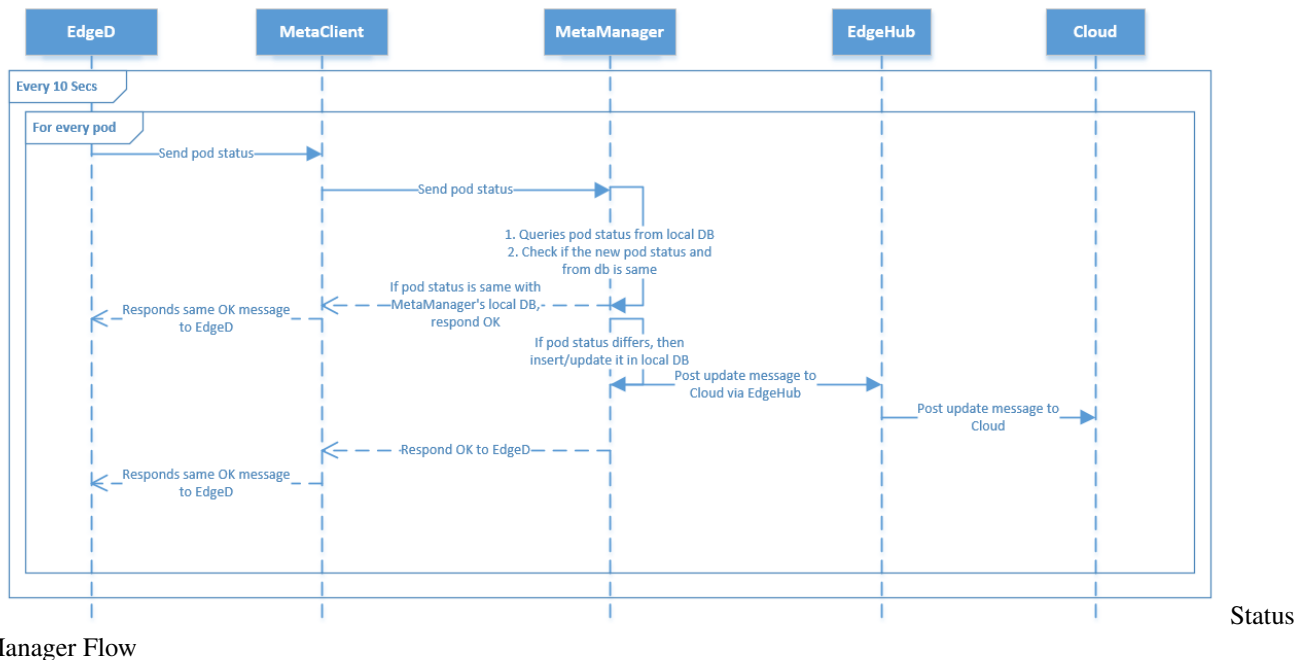 EdgeD
MetaClient
MetaManager
EdgeHub
Cloud
Every 10 Secs
For every pod
Send pod status
Send pod status
1. Queries pod status from local DB
2. Check if the new pod status and
from db is same
If pod status is same with
MetaManager's local DB,
respond OK
Responds same OK message
to EdgeD
If pod status differs, then
insert/update it in local DB
Post update message to
Cloud via EdgeHub
Post update message to
Cloud
Respond OK to EdgeD
Responds same OK message
to EdgeD
Status
anager Flow